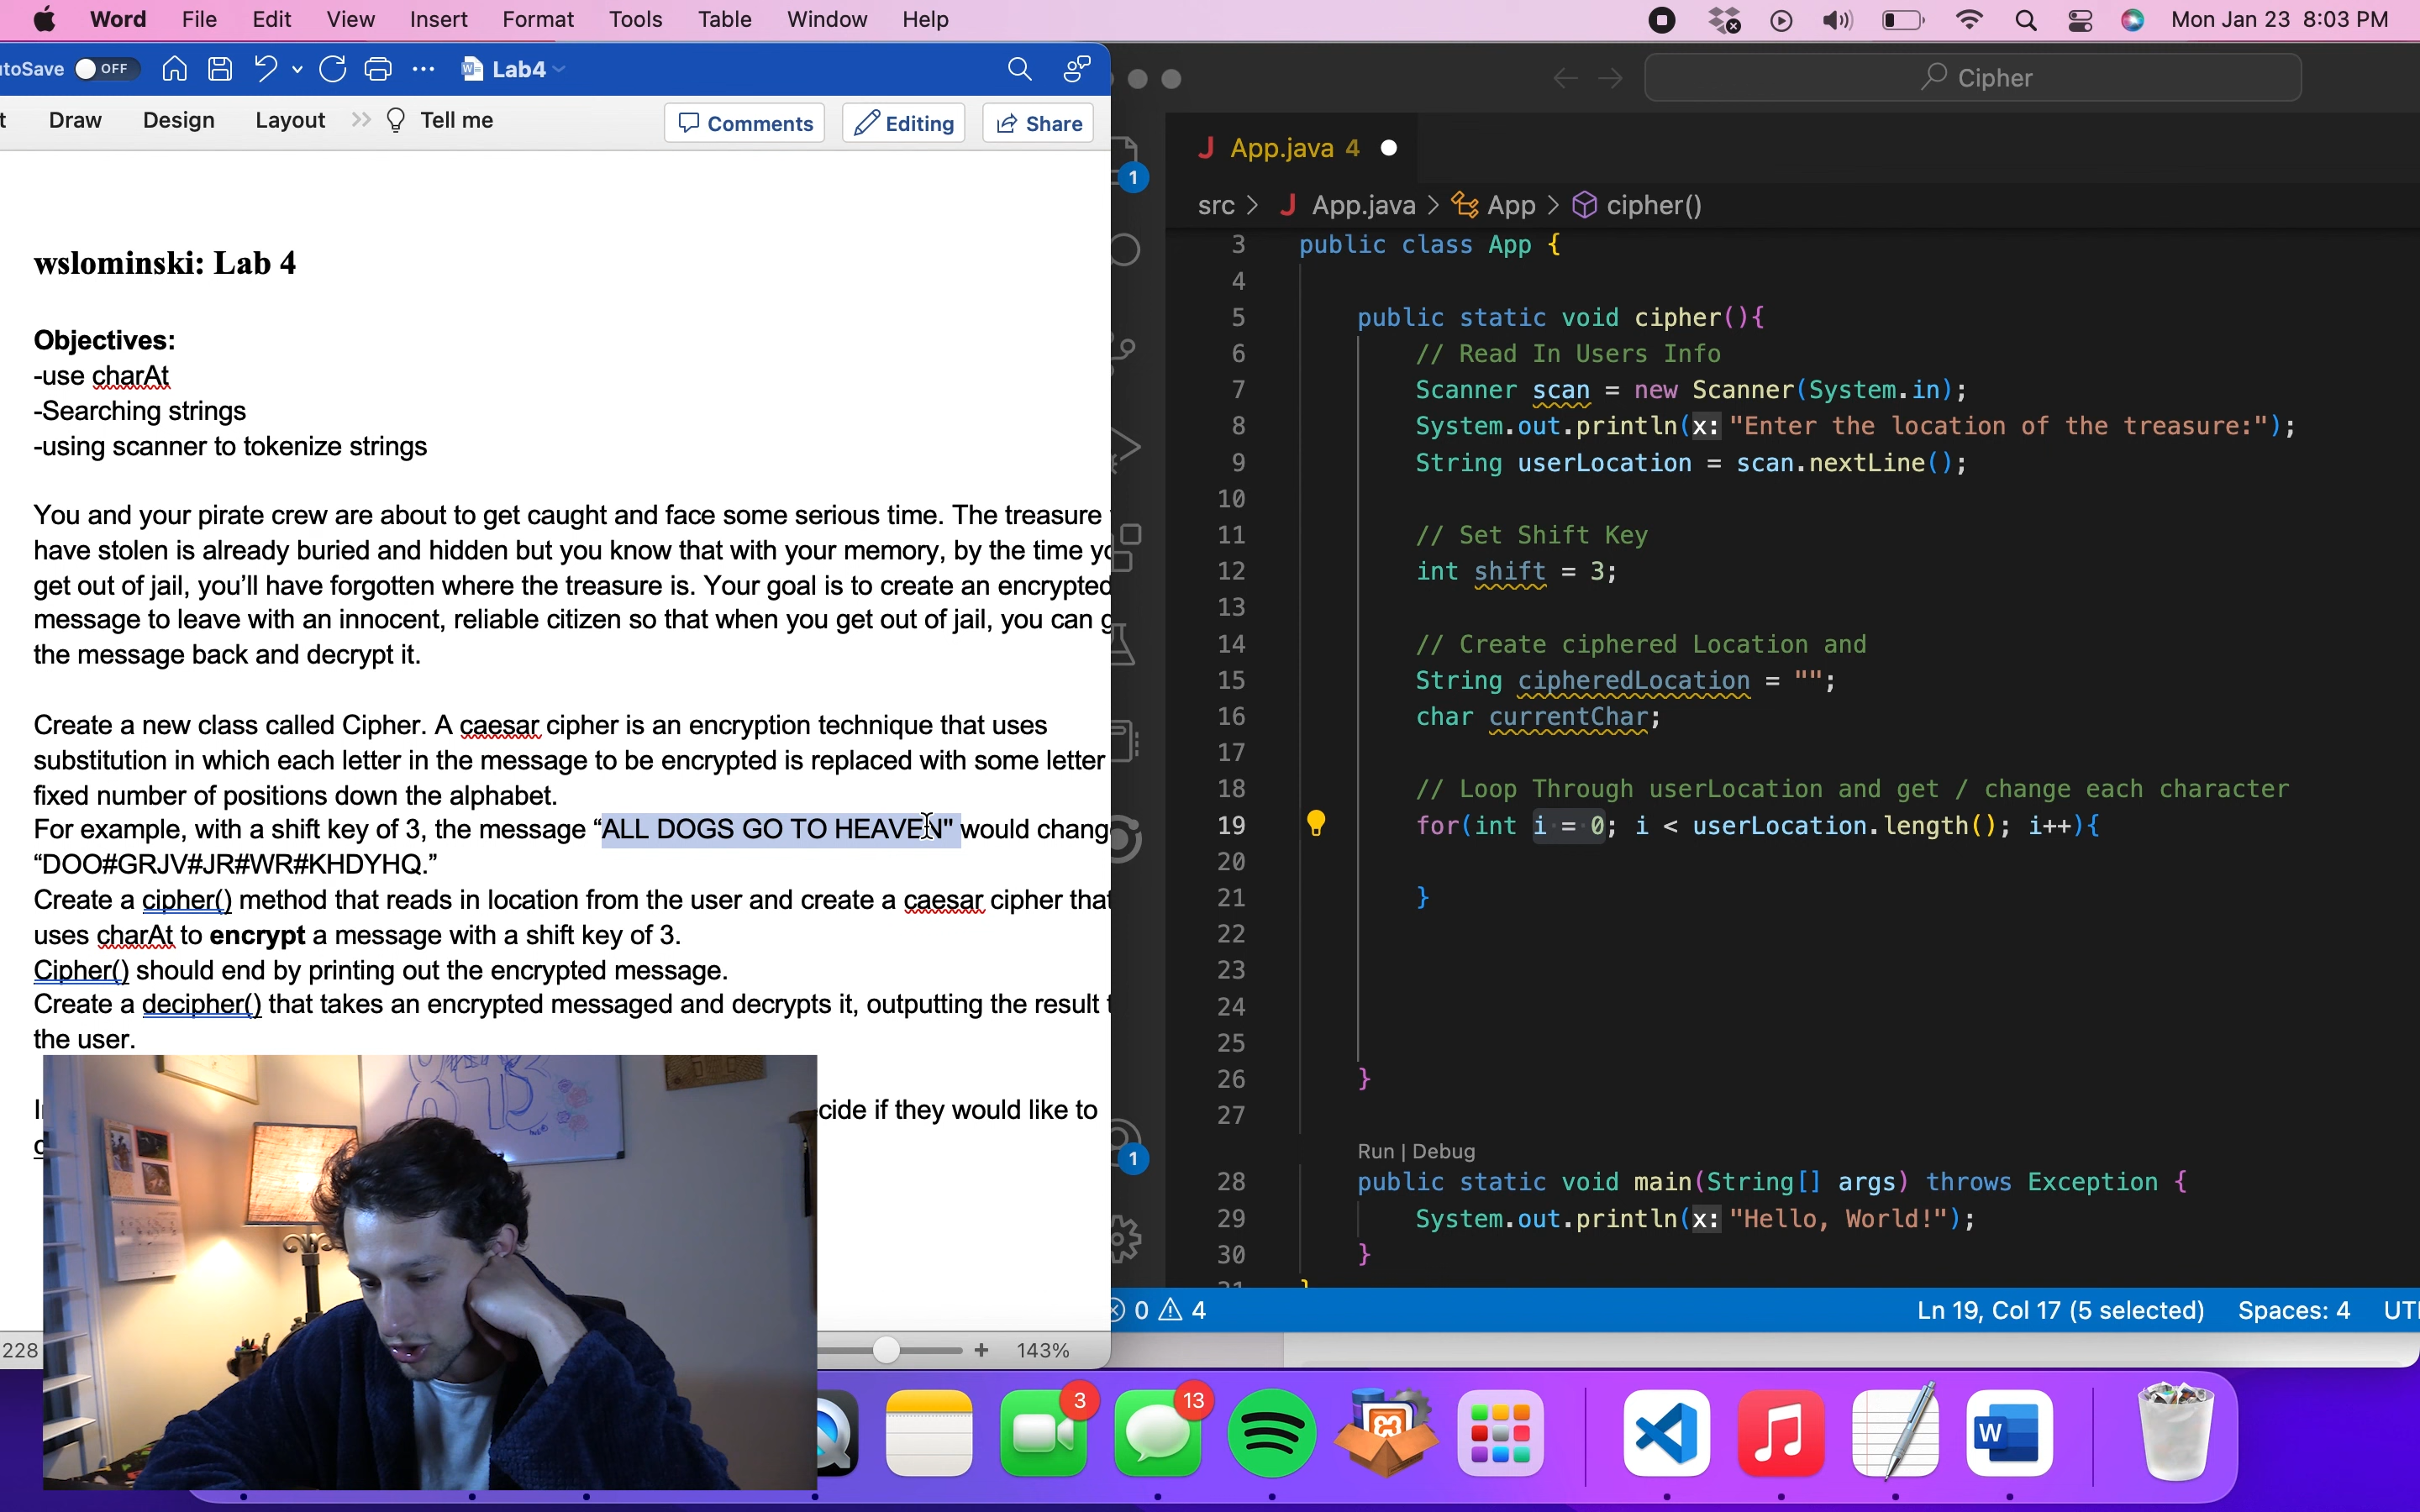 Word File Edit View Insert Format Tools Table Window Help Mon Jan 23 8:03 PM
toSave OFF Lab4
Draw Design Layout Tell me Comments Editing Share
wslominski: Lab 4
Objectives:
-use charAt
-Searching strings
-using scanner to tokenize strings
You and your pirate crew are about to get caught and face some serious time. The treasure
have stolen is already buried and hidden but you know that with your memory, by the time yo
get out of jail, you’ll have forgotten where the treasure is. Your goal is to create an encrypted
message to leave with an innocent, reliable citizen so that when you get out of jail, you can g
the message back and decrypt it.
Create a new class called Cipher. A caesar cipher is an encryption technique that uses
substitution in which each letter in the message to be encrypted is replaced with some letter
fixed number of positions down the alphabet.
For example, with a shift key of 3, the message “ALL DOGS GO TO HEAVEN" would chang
“DOO#GRJV#JR#WR#KHDYHQ.”
Create a cipher() method that reads in location from the user and create a caesar cipher that
uses charAt to encrypt a message with a shift key of 3.
Cipher() should end by printing out the encrypted message.
Create a decipher() that takes an encrypted messaged and decrypts it, outputting the result t
the user.
cide if they would like to
228
143%
Cipher
App.java 4
src > App.java > App > cipher()
1
3 public class App {
4
5 public static void cipher(){
6 // Read In Users Info
7 Scanner scan = new Scanner(System.in);
8 System.out.println(x: "Enter the location of the treasure:");
9 String userLocation = scan.nextLine();
10
11 // Set Shift Key
12 int shift = 3;
13
14 // Create ciphered Location and
15 String cipheredLocation = "";
16 char currentChar;
17
18 // Loop Through userLocation and get / change each character
19 for(int i = 0; i < userLocation.length(); i++){
20
21 }
22
23
24
25
26 }
27
Run | Debug
28 public static void main(String[] args) throws Exception {
29 System.out.println(x: "Hello, World!");
30 }
31 }
1
0 4 Ln 19, Col 17 (5 selected) Spaces: 4 UT
843
3 13
W